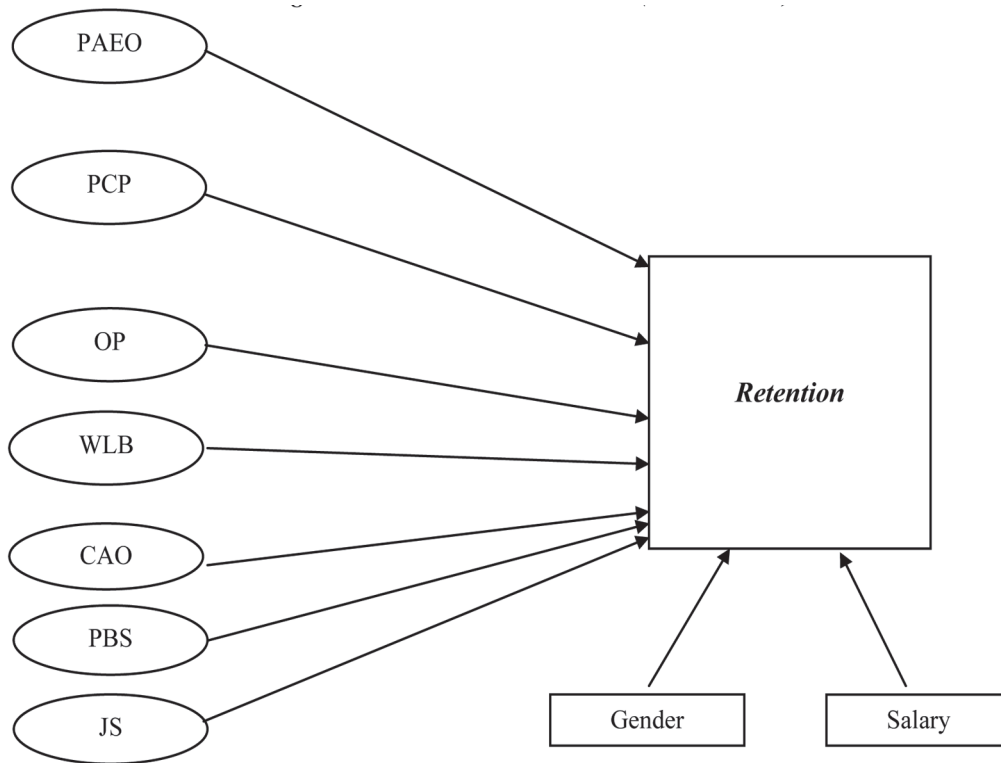 PAEO
PCP
OP
Retention
WLB
CAO
PBS
JS
Gender Salary